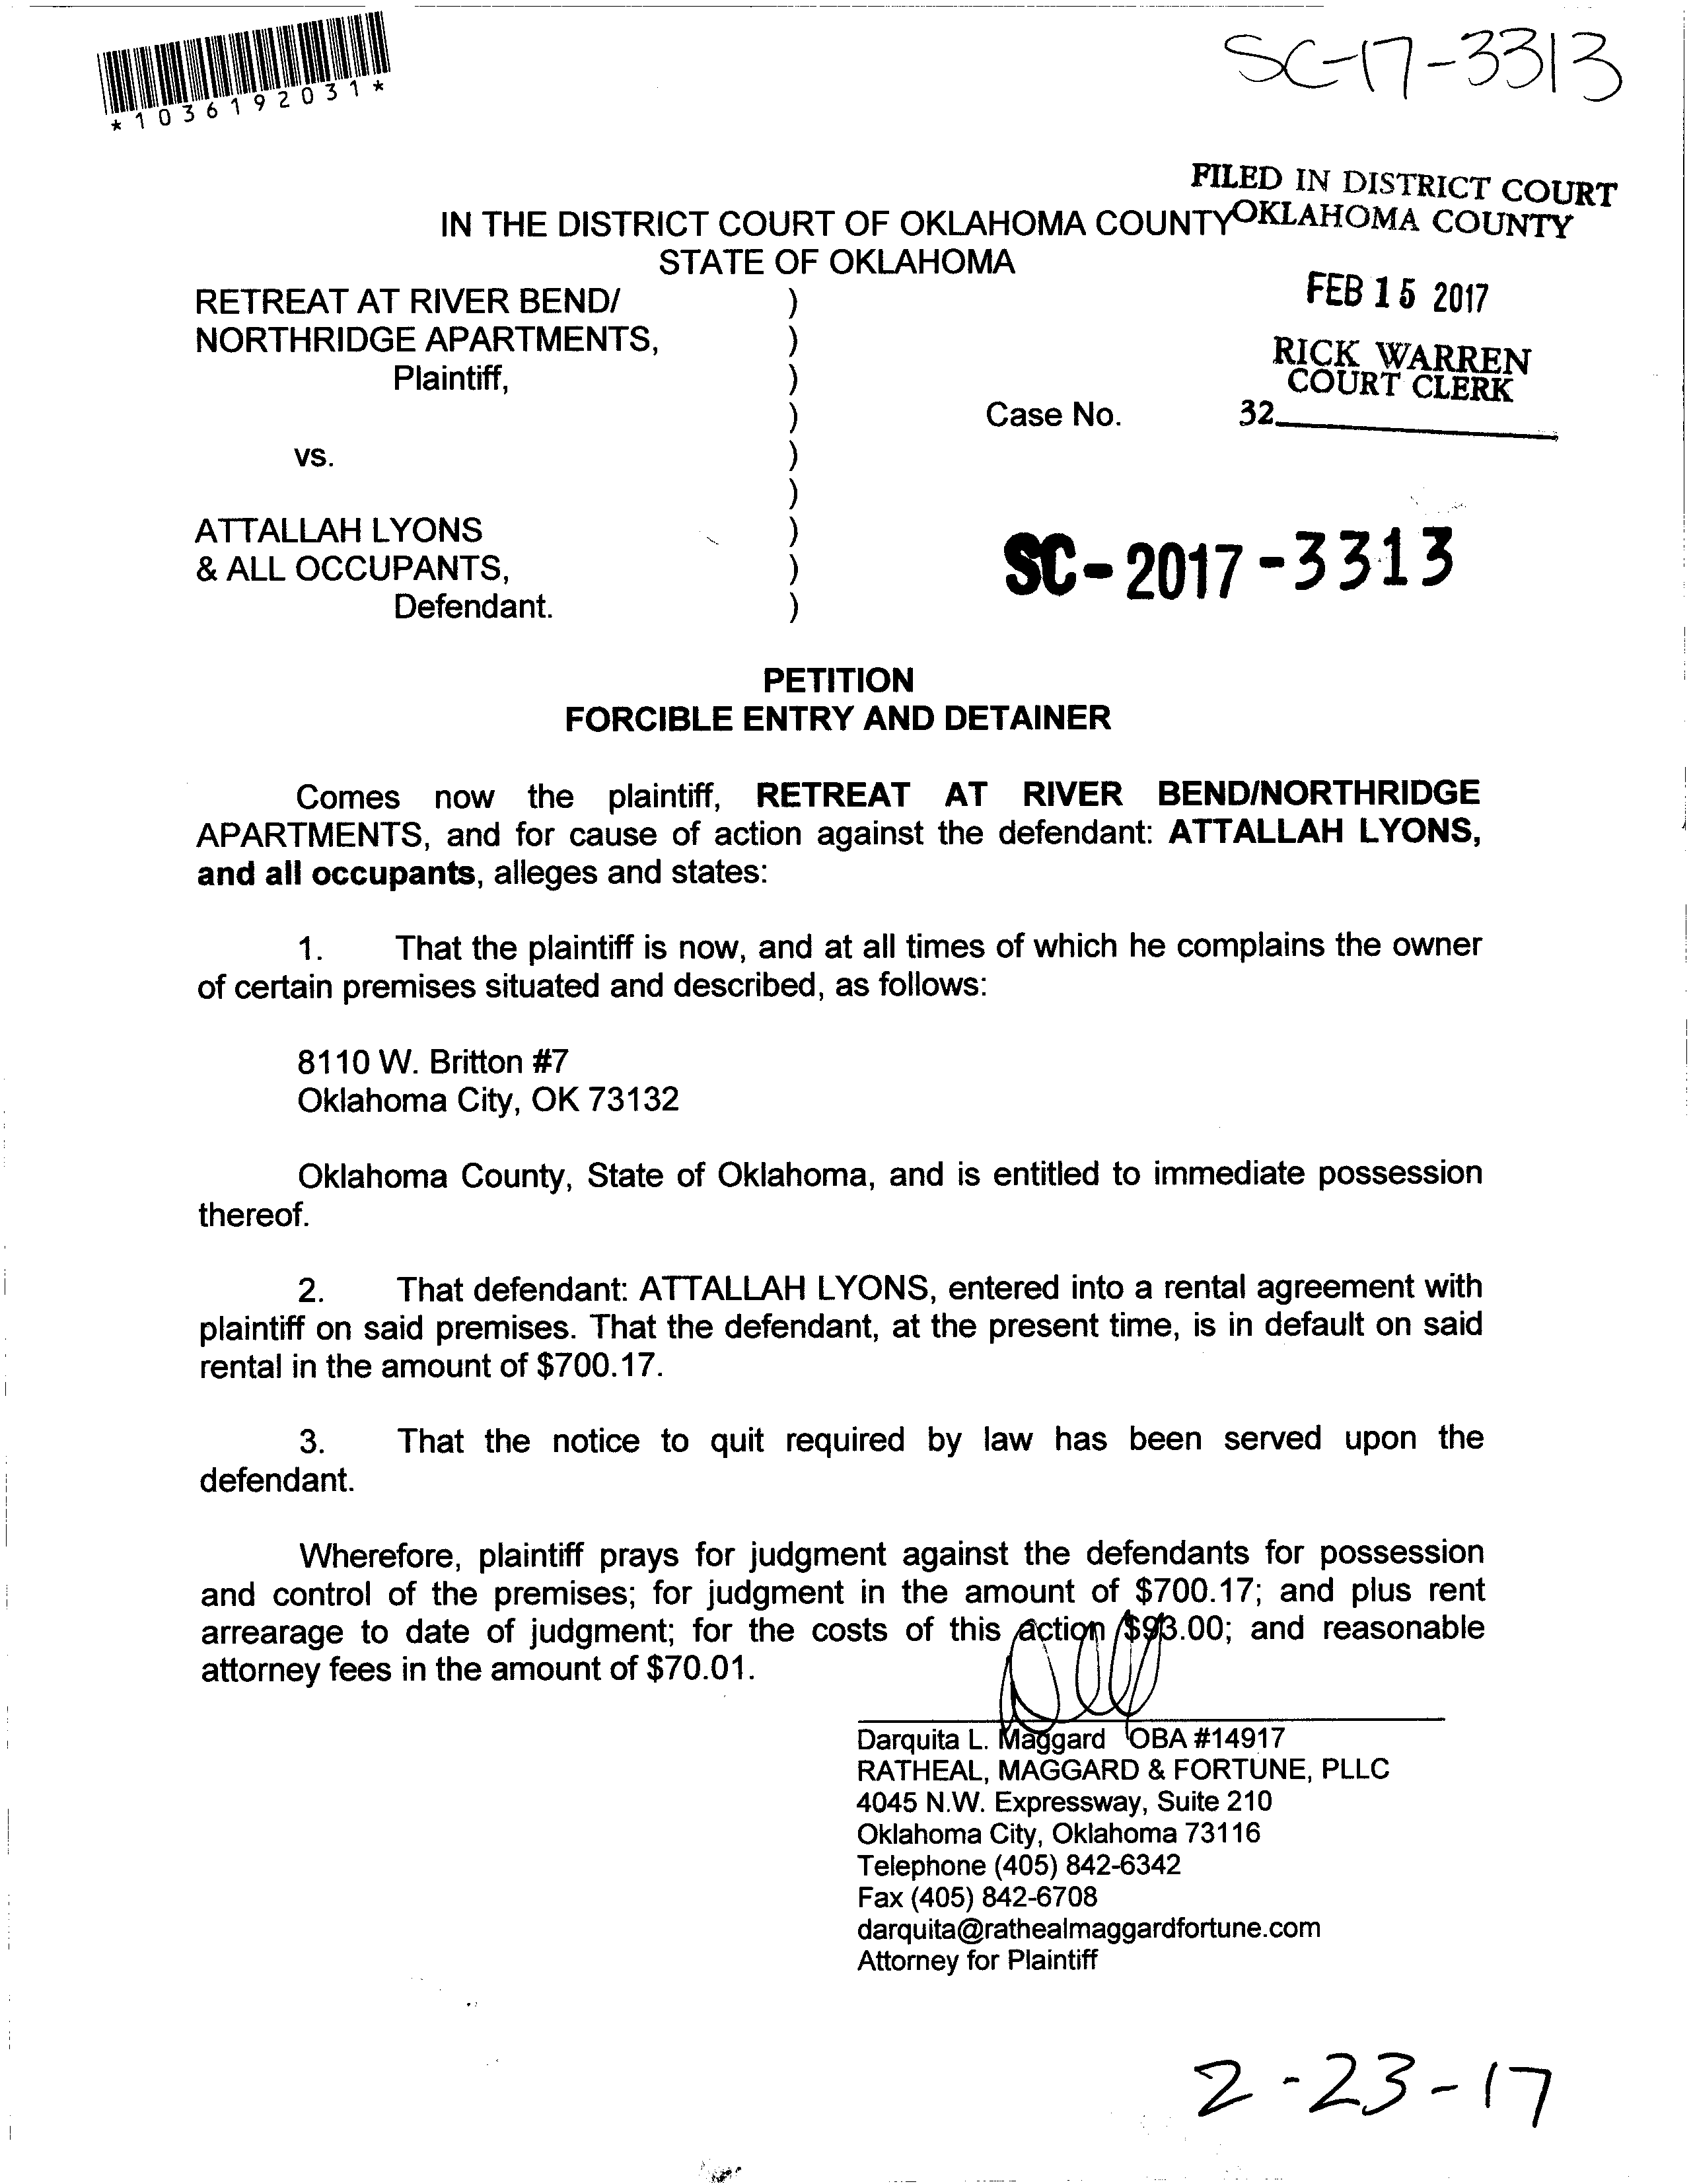 *1036192031*
SC-17-3313
FILED IN DISTRICT COURT
OKLAHOMA COUNTY
IN THE DISTRICT COURT OF OKLAHOMA COUNTY
STATE OF OKLAHOMA
FEB 15 2017
RICK WARREN
COURT CLERK
32
RETREAT AT RIVER BEND/ )
NORTHRIDGE APARTMENTS, )
Plaintiff, )
) Case No.
vs. )
)
ATTALLAH LYONS )
& ALL OCCUPANTS, )
Defendant. )
SC-2017-3313
PETITION
FORCIBLE ENTRY AND DETAINER
Comes now the plaintiff, RETREAT AT RIVER BEND/NORTHRIDGE
APARTMENTS, and for cause of action against the defendant: ATTALLAH LYONS,
and all occupants, alleges and states:
1. That the plaintiff is now, and at all times of which he complains the owner
of certain premises situated and described, as follows:
8110 W. Britton #7
Oklahoma City, OK 73132
Oklahoma County, State of Oklahoma, and is entitled to immediate possession
thereof.
2. That defendant: ATTALLAH LYONS, entered into a rental agreement with
plaintiff on said premises. That the defendant, at the present time, is in default on said
rental in the amount of $700.17.
3. That the notice to quit required by law has been served upon the
defendant.
Wherefore, plaintiff prays for judgment against the defendants for possession
and control of the premises; for judgment in the amount of $700.17; and plus rent
arrearage to date of judgment; for the costs of this action $93.00; and reasonable
attorney fees in the amount of $70.01.
Darquita L. Maggard OBA #14917
RATHEAL, MAGGARD & FORTUNE, PLLC
4045 N.W. Expressway, Suite 210
Oklahoma City, Oklahoma 73116
Telephone (405) 842-6342
Fax (405) 842-6708
darquita@rathealmaggardfortune.com
Attorney for Plaintiff
2-23-17